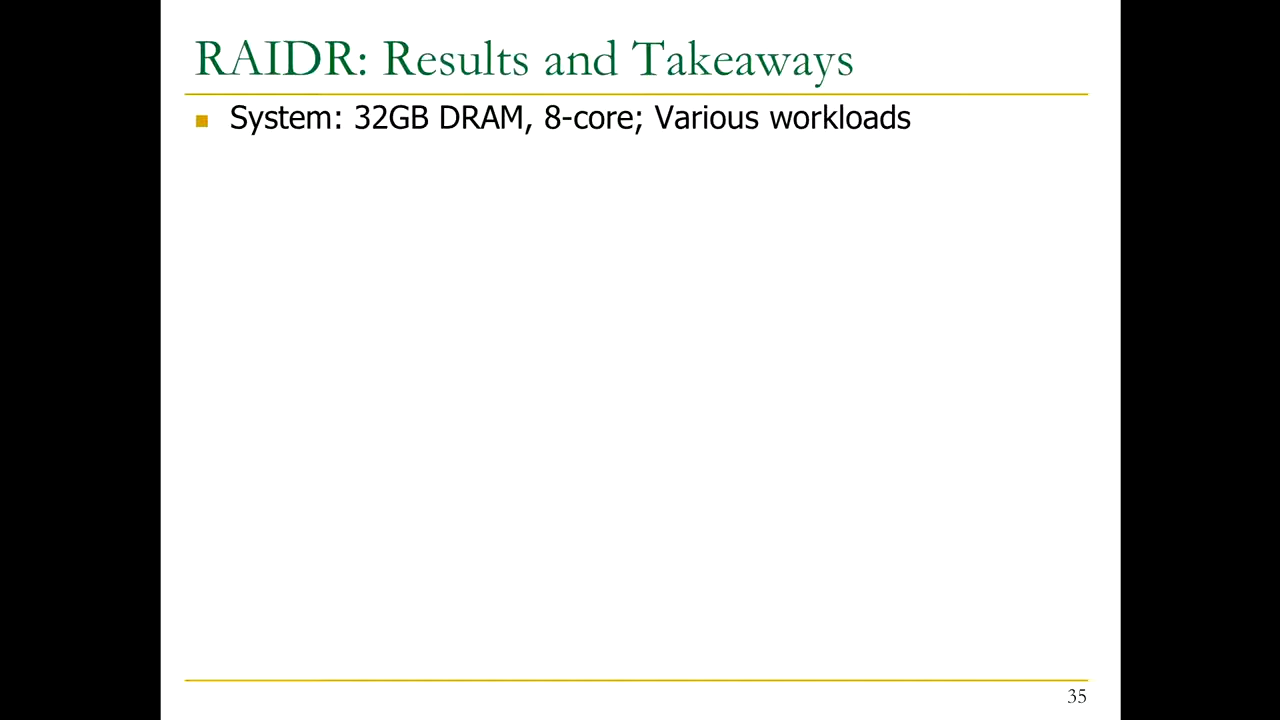 RAIDR: Results and Takeaways
System: 32GB DRAM, 8-core; Various workloads
35